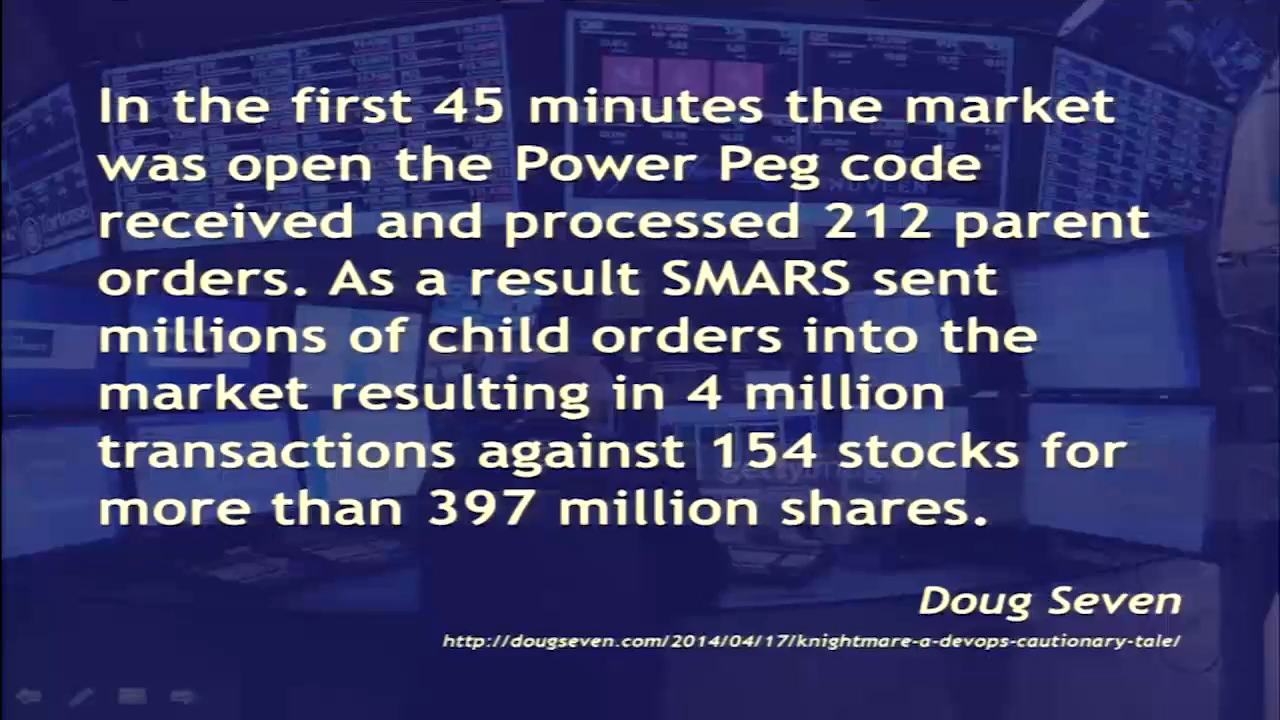 In the first 45 minutes the market
was open the Power Peg code
received and processed 212 parent
orders. As a result SMARS sent
millions of child orders into the
market resulting in 4 million
transactions against 154 stocks for
more than 397 million shares.
Doug Seven
http://dougseven.com/2014/04/17/knightmare-a-devops-cautionary-tale/